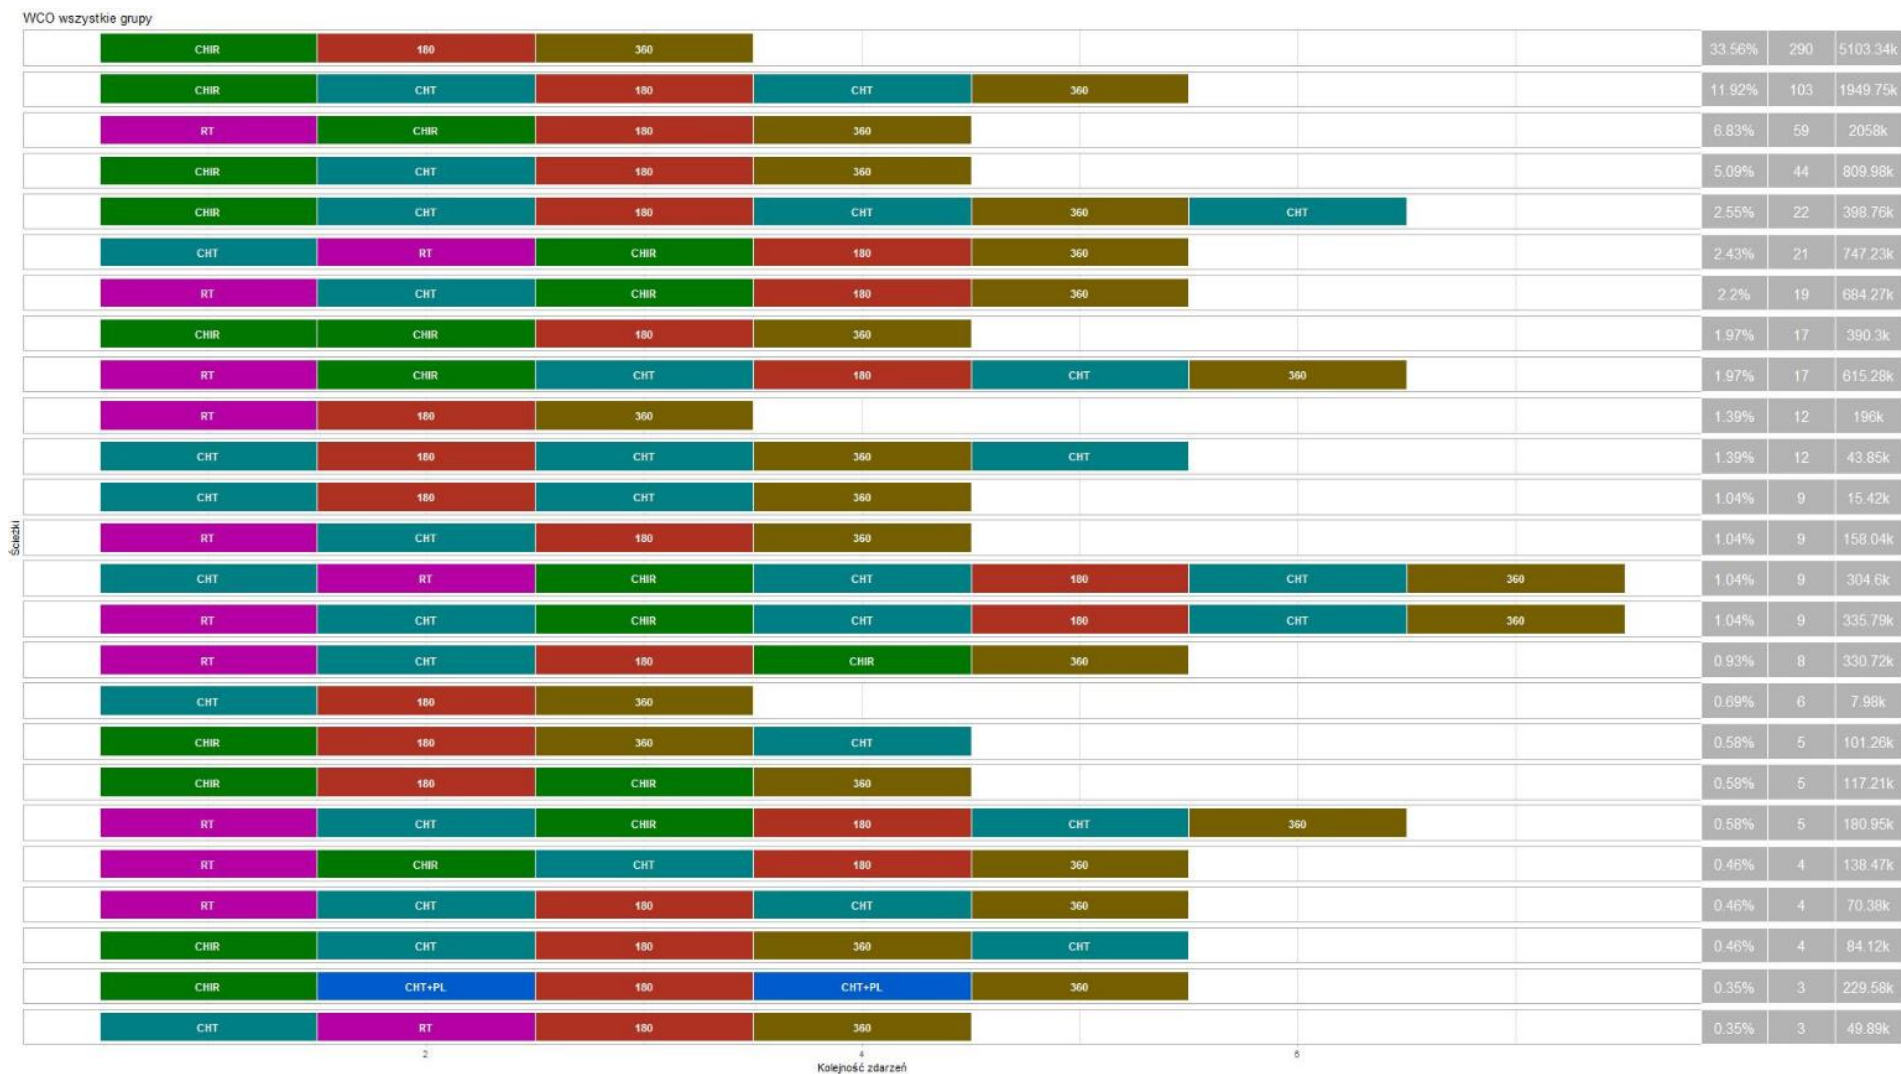 WCO wszystkie grupy
CHIR 180 360 33.56% 290 5103.34k
CHIR CHT 180 CHT 360 11.92% 103 1949.75k
RT CHIR 180 360 6.83% 59 2058k
CHIR CHT 180 360 5.09% 44 809.98k
CHIR CHT 180 CHT 360 CHT 2.55% 22 398.76k
CHT RT CHIR 180 360 2.43% 21 747.23k
RT CHT CHIR 180 360 2.2% 19 684.27k
CHIR CHIR 180 360 1.97% 17 390.3k
RT CHIR CHT 180 CHT 360 1.97% 17 615.28k
RT 180 360 1.39% 12 196k
CHT 180 CHT 360 CHT 1.39% 12 43.85k
CHT 180 CHT 360 1.04% 9 15.42k
RT CHT 180 360 1.04% 9 158.04k
Ścieżki
CHT RT CHIR CHT 180 CHT 360 1.04% 9 304.6k
RT CHT CHIR CHT 180 CHT 360 1.04% 9 335.79k
RT CHT 180 CHIR 360 0.93% 8 330.72k
CHT 180 360 0.69% 6 7.98k
CHIR 180 360 CHT 0.58% 5 101.26k
CHIR 180 CHIR 360 0.58% 5 117.21k
RT CHT CHIR 180 CHT 360 0.58% 5 180.95k
RT CHIR CHT 180 360 0.46% 4 138.47k
RT CHT 180 CHT 360 0.46% 4 70.38k
CHIR CHT 180 360 CHT 0.46% 4 84.12k
CHIR CHT+PL 180 CHT+PL 360 0.35% 3 229.58k
CHT RT 180 360 0.35% 3 49.89k
2 4 6
Kolejność zdarzeń